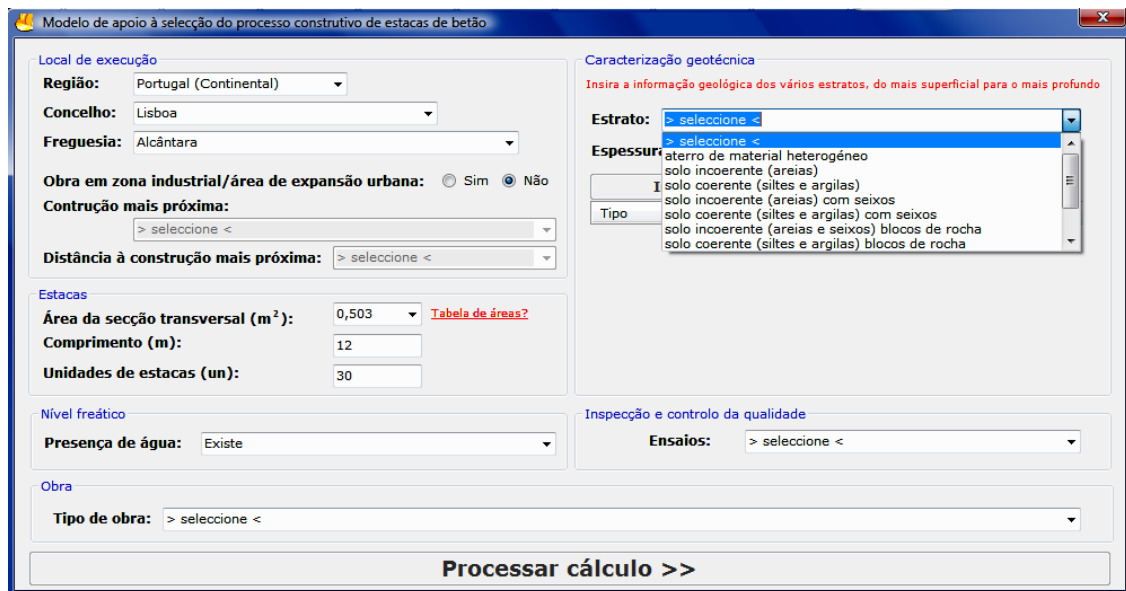 Modelo de apoio à selecção do processo construtivo de estacas de betão
Local de execução
Região: Portugal (Continental)
Concelho: Lisboa
Freguesia: Alcântara
Obra em zona industrial/área de expansão urbana: Sim Não
Contrução mais próxima:
> seleccione <
Distância à construção mais próxima: > seleccione <
Estacas
Área da secção transversal (m²): 0,503 Tabela de áreas?
Comprimento (m): 12
Unidades de estacas (un): 30
Nível freático
Presença de água: Existe
Caracterização geotécnica
Insira a informação geológica dos vários estratos, do mais superficial para o mais profundo
Estrato: > seleccione <
> seleccione <
Espessura
aterro de material heterogéneo
solo incoerente (areias)
solo coerente (siltes e argilas)
solo incoerente (areias) com seixos
Tipo
solo coerente (siltes e argilas) com seixos
solo incoerente (areias e seixos) blocos de rocha
solo coerente (siltes e argilas) blocos de rocha
Inspecção e controlo da qualidade
Ensaios: > seleccione <
Obra
Tipo de obra: > seleccione <
Processar cálculo >>